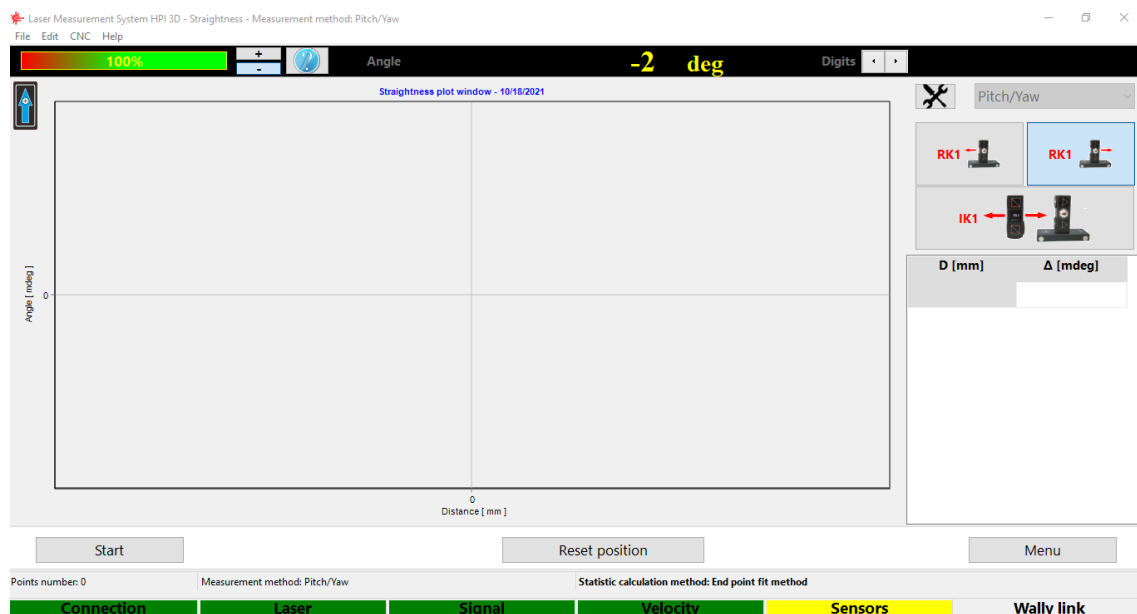 Laser Measurement System HPI 3D - Straightness - Measurement method: Pitch/Yaw
File Edit CNC Help
100%
+
-
Angle
-2 deg
Digits
Straightness plot window - 10/18/2021
Pitch/Yaw
RK1
RK1
IK1
D [mm] Δ [mdeg]
Angle [ mdeg ]
0
0
Distance [ mm ]
Start
Reset position
Menu
Points number: 0
Measurement method: Pitch/Yaw
Statistic calculation method: End point fit method
Connection Laser Signal Velocity Sensors Wally link